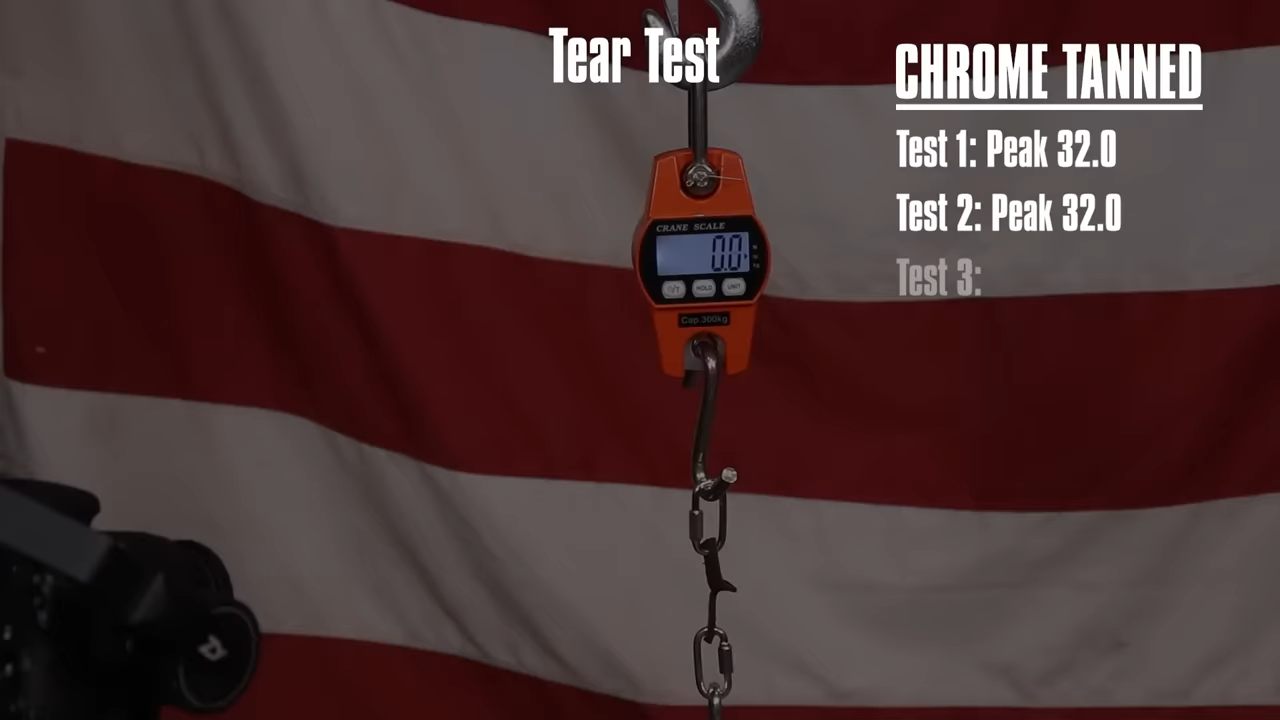 Tear Test
CHROME TANNED
Test 1: Peak 32.0
Test 2: Peak 32.0
Test 3:
CRANE SCALE
0.0
HOLD
UNIT
Cap.300kg